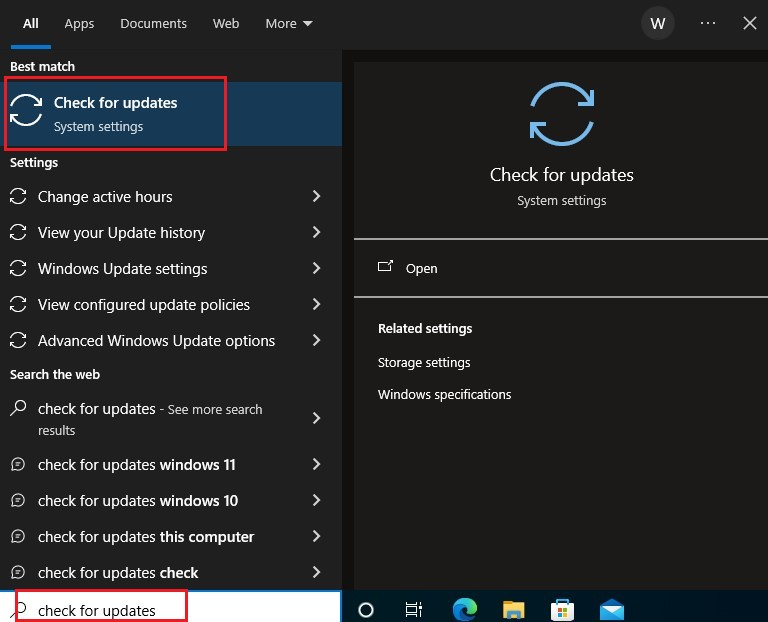 All Apps Documents Web More W ...
Best match
Check for updates
System settings
Settings
Change active hours
View your Update history
Windows Update settings
View configured update policies
Advanced Windows Update options
Search the web
check for updates - See more search
results
check for updates windows 11
check for updates windows 10
check for updates this computer
check for updates check
check for updates
Check for updates
System settings
Open
Related settings
Storage settings
Windows specifications